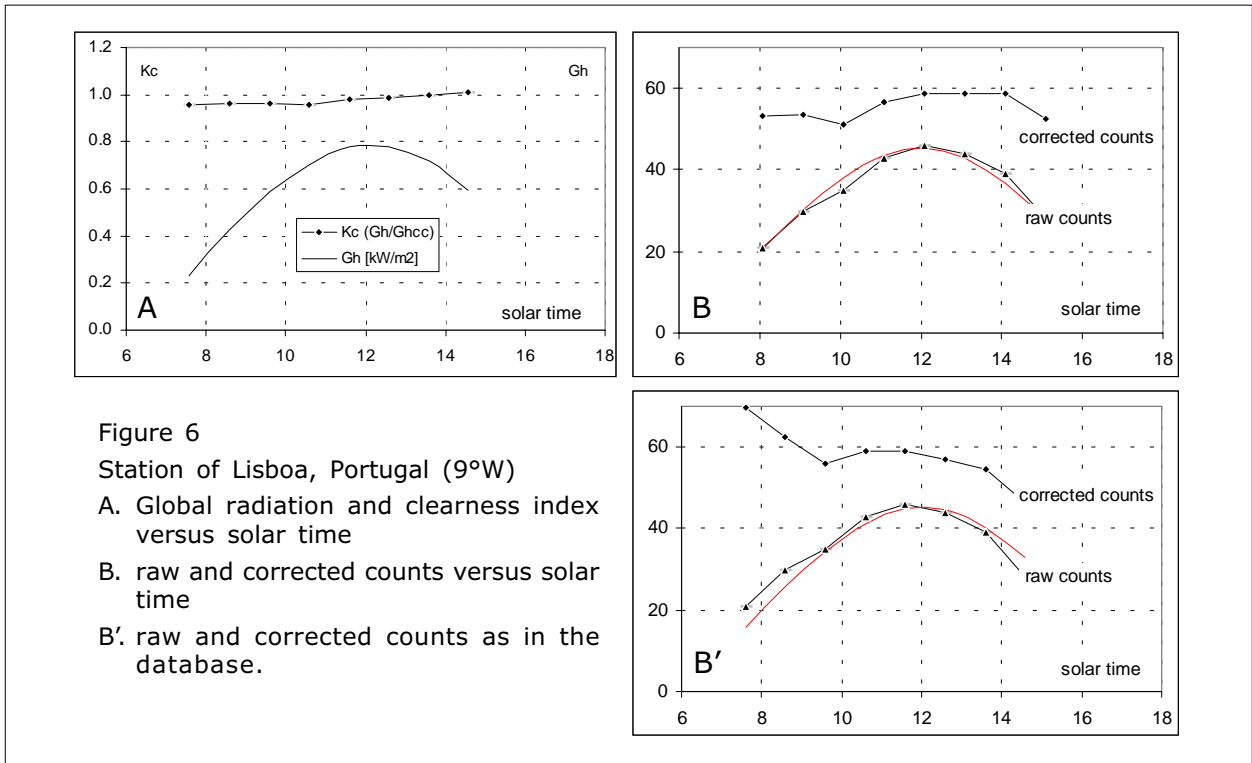 1.2
Kc
Gh
1.0
0.8
0.6
Kc (Gh/Ghcc)
0.4
Gh [kW/m2]
0.2
A
solar time
0.0
6 8 10 12 14 16 18
60
corrected counts
40
raw counts
20
B
solar time
0
6 8 10 12 14 16 18
Figure 6
Station of Lisboa, Portugal (9°W)
A. Global radiation and clearness index
versus solar time
B. raw and corrected counts versus solar
time
B’. raw and corrected counts as in the
database.
60
corrected counts
40
raw counts
20
B’
solar time
0
6 8 10 12 14 16 18